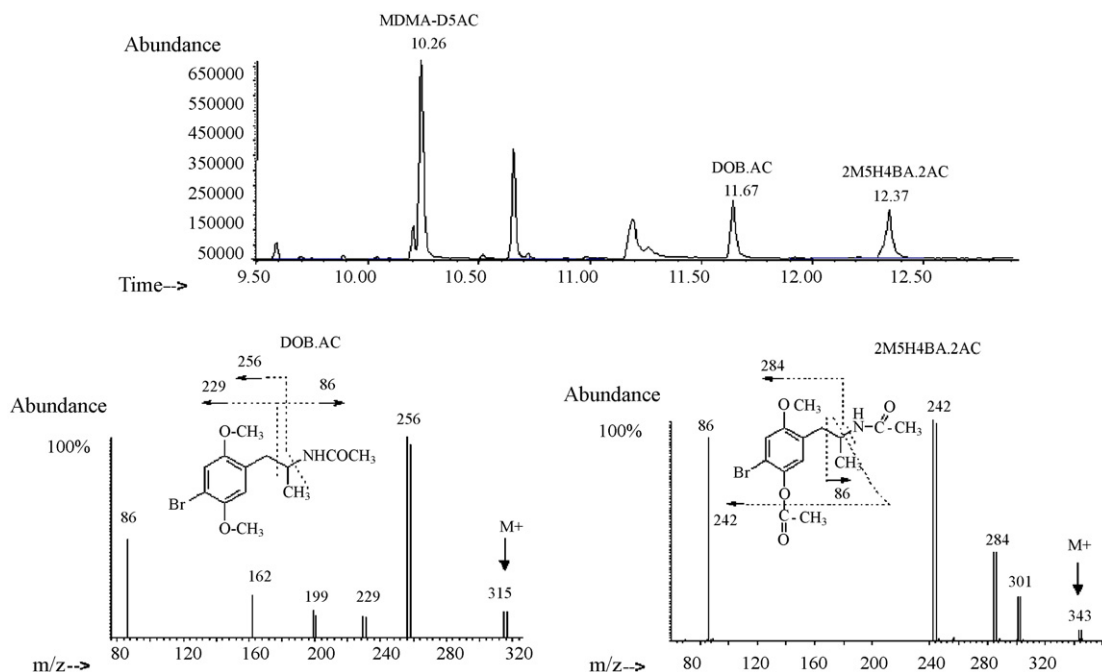 MDMA-D5AC
10.26
Abundance
650000
550000
450000
350000
250000
150000
50000
DOB.AC
11.67
2M5H4BA.2AC
12.37
9.50 10.00 10.50 11.00 11.50 12.00 12.50
Time-->
DOB.AC
256
229 86
Abundance
100%
O-CH₃
NHCOCH₃
CH₃
Br
O-CH₃
86
162
199
229
256
M+
315
80 120 160 200 240 280 320
m/z-->
2M5H4BA.2AC
284
Abundance
100%
O-CH₃
H
N
O
C-CH₃
CH₃
Br
86
O
C-CH₃
O
242
86
242
284
301
M+
343
80 120 160 200 240 280 320
m/z-->